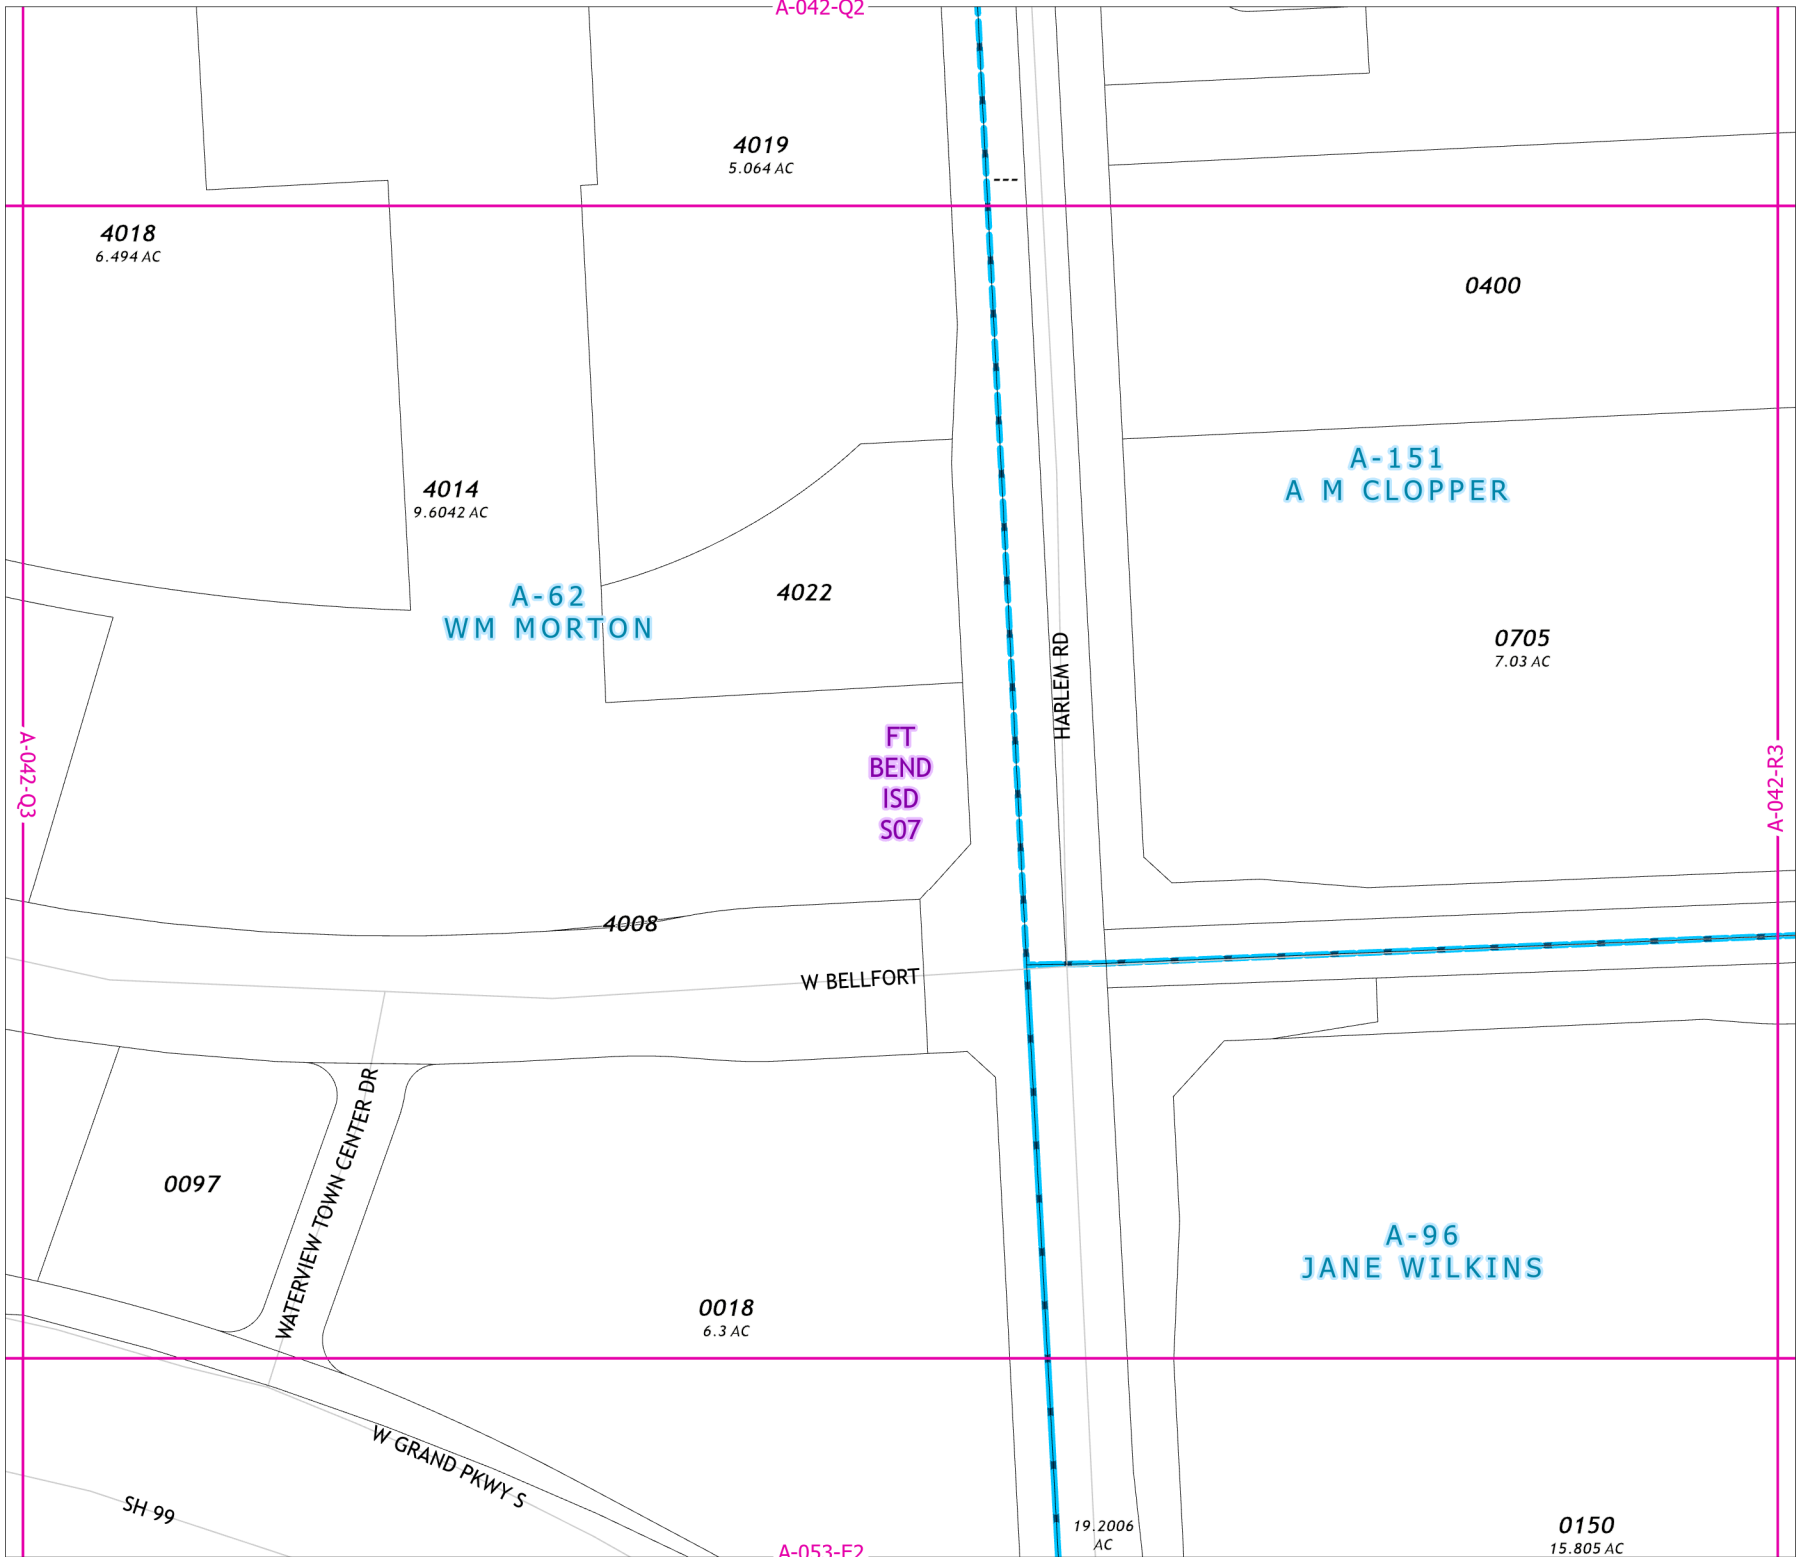 A-042-Q2
4019
5.064 AC
----
4018
6.494 AC
0400
A-151
A M CLOPPER
4014
9.6042 AC
A-62
WM MORTON
4022
HARLEM RD
0705
7.03 AC
FT
BEND
ISD
S07
A-042-Q3
A-042-R3
4008
W BELLFORT
WATERVIEW TOWN CENTER DR
0097
A-96
JANE WILKINS
0018
6.3 AC
W GRAND PKWY S
SH 99
19.2006
AC
0150
15.805 AC
A-053-E2